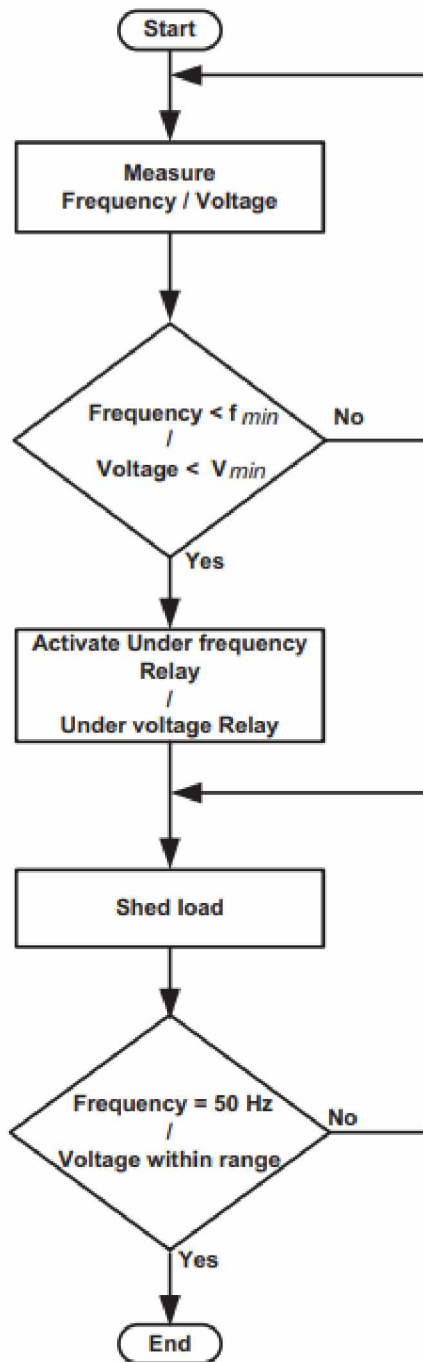 Start
Measure
Frequency / Voltage
Frequency < f min
/
Voltage < V min
No
Yes
Activate Under frequency
Relay
/
Under voltage Relay
Shed load
Frequency = 50 Hz
/
Voltage within range
No
Yes
End